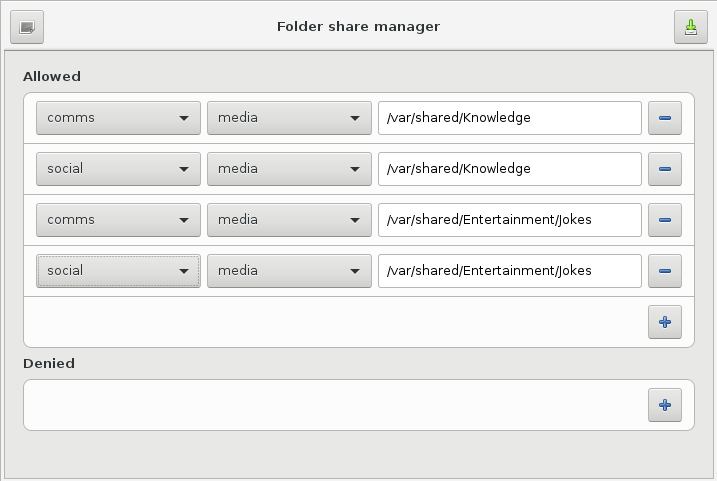 Folder share manager
Allowed
comms media /var/shared/Knowledge
social media /var/shared/Knowledge
comms media /var/shared/Entertainment/Jokes
social media /var/shared/Entertainment/Jokes
Denied